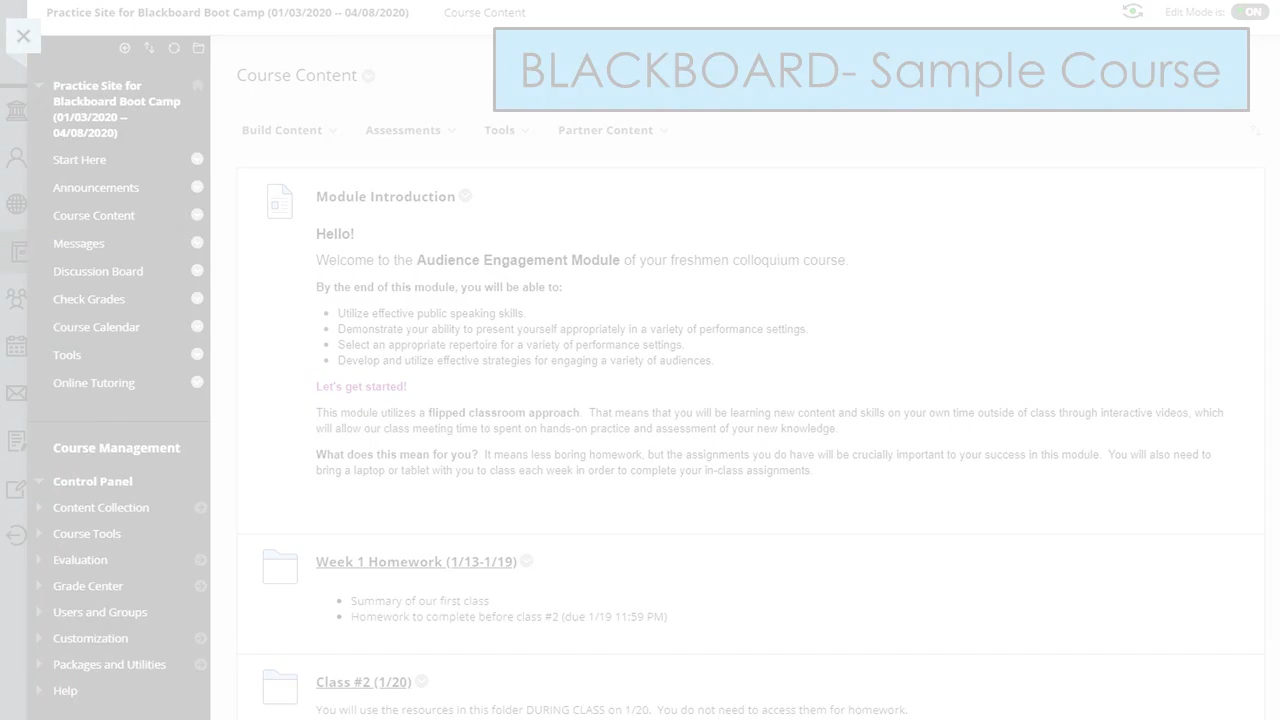 Practice Site for Blackboard Boot Camp (01/03/2020 -- 04/08/2020)
Course Content
Edit Mode is:
ON
BLACKBOARD- Sample Course
Practice Site for
Blackboard Boot Camp
(01/03/2020 --
04/08/2020)
Start Here
Announcements
Course Content
Messages
Discussion Board
Check Grades
Course Calendar
Tools
Online Tutoring
Course Management
Control Panel
Content Collection
Course Tools
Evaluation
Grade Center
Users and Groups
Customization
Packages and Utilities
Help
Course Content
Build Content
Assessments
Tools
Partner Content
Module Introduction
Hello!
Welcome to the Audience Engagement Module of your freshmen colloquium course.
By the end of this module, you will be able to:
Utilize effective public speaking skills.
Demonstrate your ability to present yourself appropriately in a variety of performance settings.
Select an appropriate repertoire for a variety of performance settings.
Develop and utilize effective strategies for engaging a variety of audiences.
Let's get started!
This module utilizes a flipped classroom approach. That means that you will be learning new content and skills on your own time outside of class through interactive videos, which
will allow our class meeting time to spent on hands-on practice and assessment of your new knowledge.
What does this mean for you? It means less boring homework, but the assignments you do have will be crucially important to your success in this module. You will also need to
bring a laptop or tablet with you to class each week in order to complete your in-class assignments.
Week 1 Homework (1/13-1/19)
Summary of our first class
Homework to complete before class #2 (due 1/19 11:59 PM)
Class #2 (1/20)
You will use the resources in this folder DURING CLASS on 1/20. You do not need to access them for homework.